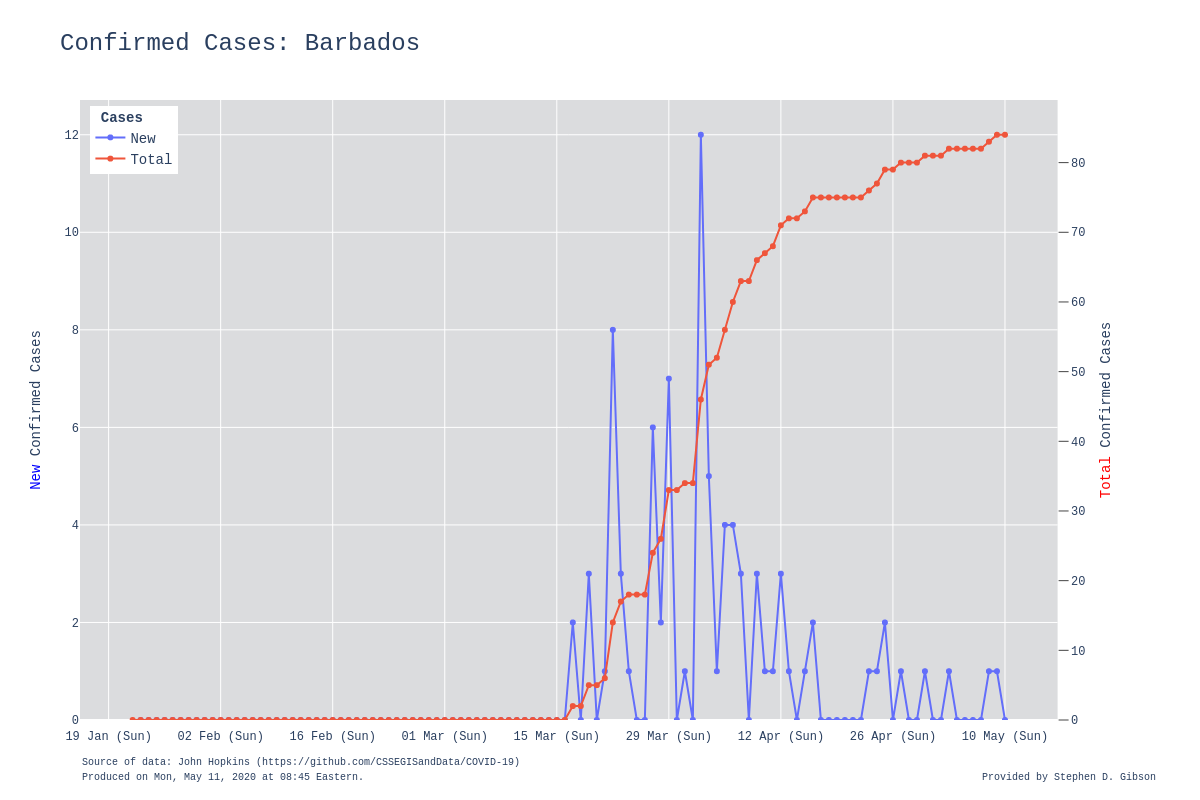 Confirmed Cases: Barbados
Cases
New
Total
12
10
8
6
4
2
0
80
70
60
50
40
30
20
10
0
New Confirmed Cases
Total Confirmed Cases
19 Jan (Sun) 02 Feb (Sun) 16 Feb (Sun) 01 Mar (Sun) 15 Mar (Sun) 29 Mar (Sun) 12 Apr (Sun) 26 Apr (Sun) 10 May (Sun)
Source of data: John Hopkins (https://github.com/CSSEGISandData/COVID-19)
Produced on Mon, May 11, 2020 at 08:45 Eastern.
Provided by Stephen D. Gibson